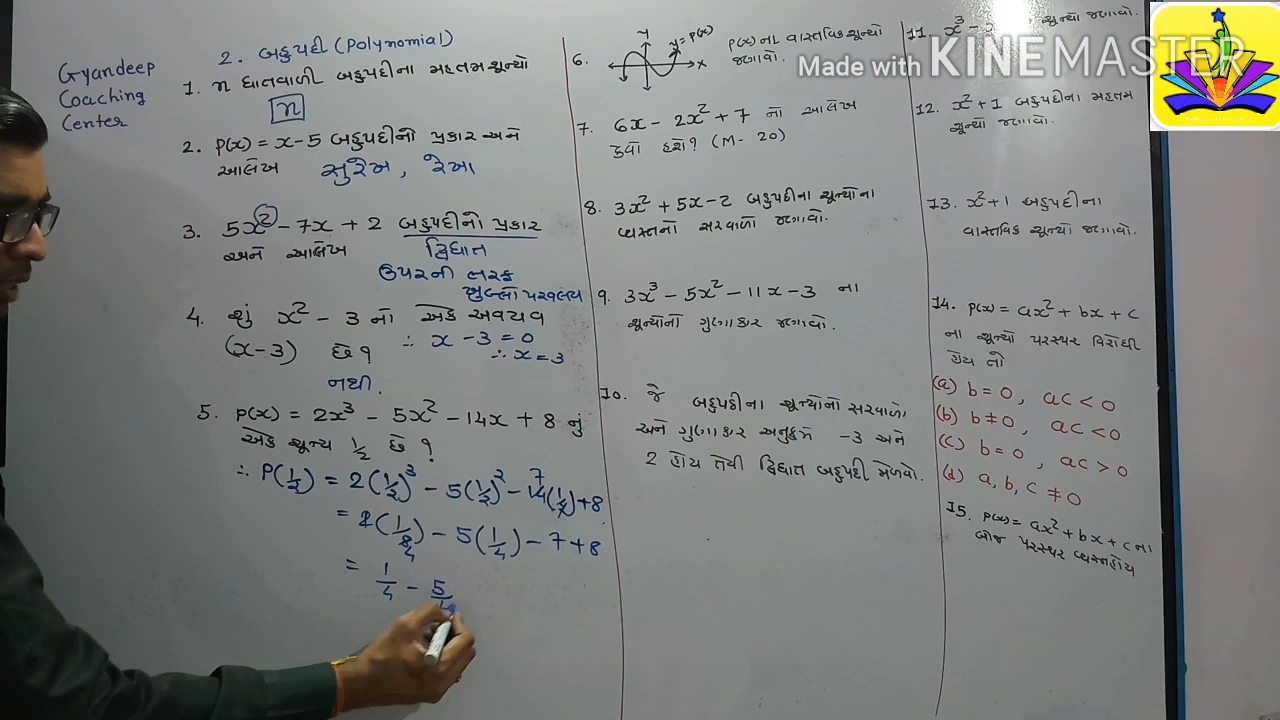 2. બહુપદી (Polynomial)
Gyandeep
Coaching
Center
1. n ઘાતવાળી બહુપદીના મહત્તમ શૂન્યો
n
2. P(x) = x-5 બહુપદીનો પ્રકાર અને
આલેખ સુરેખ, રેખા
3. 5x² - 7x + 2 બહુપદીનો પ્રકાર
અને આલેખ દ્વિઘાત
ઉપરની તરફ
ખુલ્લો પરવલય
4. શું x² - 3 નો એક અવયવ
(x-3) છે? ∴ x - 3 = 0
∴ x = 3
નથી.
5. P(x) = 2x³ - 5x² - 14x + 8 નું
એક શૂન્ય 1/2 છે ?
∴ P(1/2) = 2(1/2)³ - 5(1/2)² - 14(1/2) + 8
7
= 2(1/8) - 5(1/4) - 7 + 8
4
= 1/4 - 5/4
6. Y y=p(x) X P(x) ના વાસ્તવિક શૂન્યો
જણાવો.
7. 6x - 2x² + 7 નો આલેખ
કેવો હશે? (M- 20)
8. 3x² + 5x - 2 બહુપદીના શૂન્યોના
વ્યસ્તનો સરવાળો જણાવો.
9. 3x³ - 5x² - 11x - 3 ના
શૂન્યોનો ગુણાકાર જણાવો.
10. જે બહુપદીના શૂન્યોનો સરવાળો
અને ગુણાકાર અનુક્રમે -3 અને
2 હોય તેવી દ્વિઘાત બહુપદી મેળવો.
11. x³ - શૂન્યો જણાવો.
Made with KINEMASTER
12. x² + 1 બહુપદીના મહત્તમ
શૂન્યો જણાવો.
13. x² + 1 બહુપદીના
વાસ્તવિક શૂન્યો જણાવો.
14. P(x) = ax² + bx + c
ના શૂન્યો પરસ્પર વિરોધી
હોય તો
(a) b = 0, ac < 0
(b) b ≠ 0, ac < 0
(c) b = 0, ac > 0
(d) a, b, c ≠ 0
15. P(x) = ax² + bx + c ના
પરસ્પર વ્યસ્ત હોય